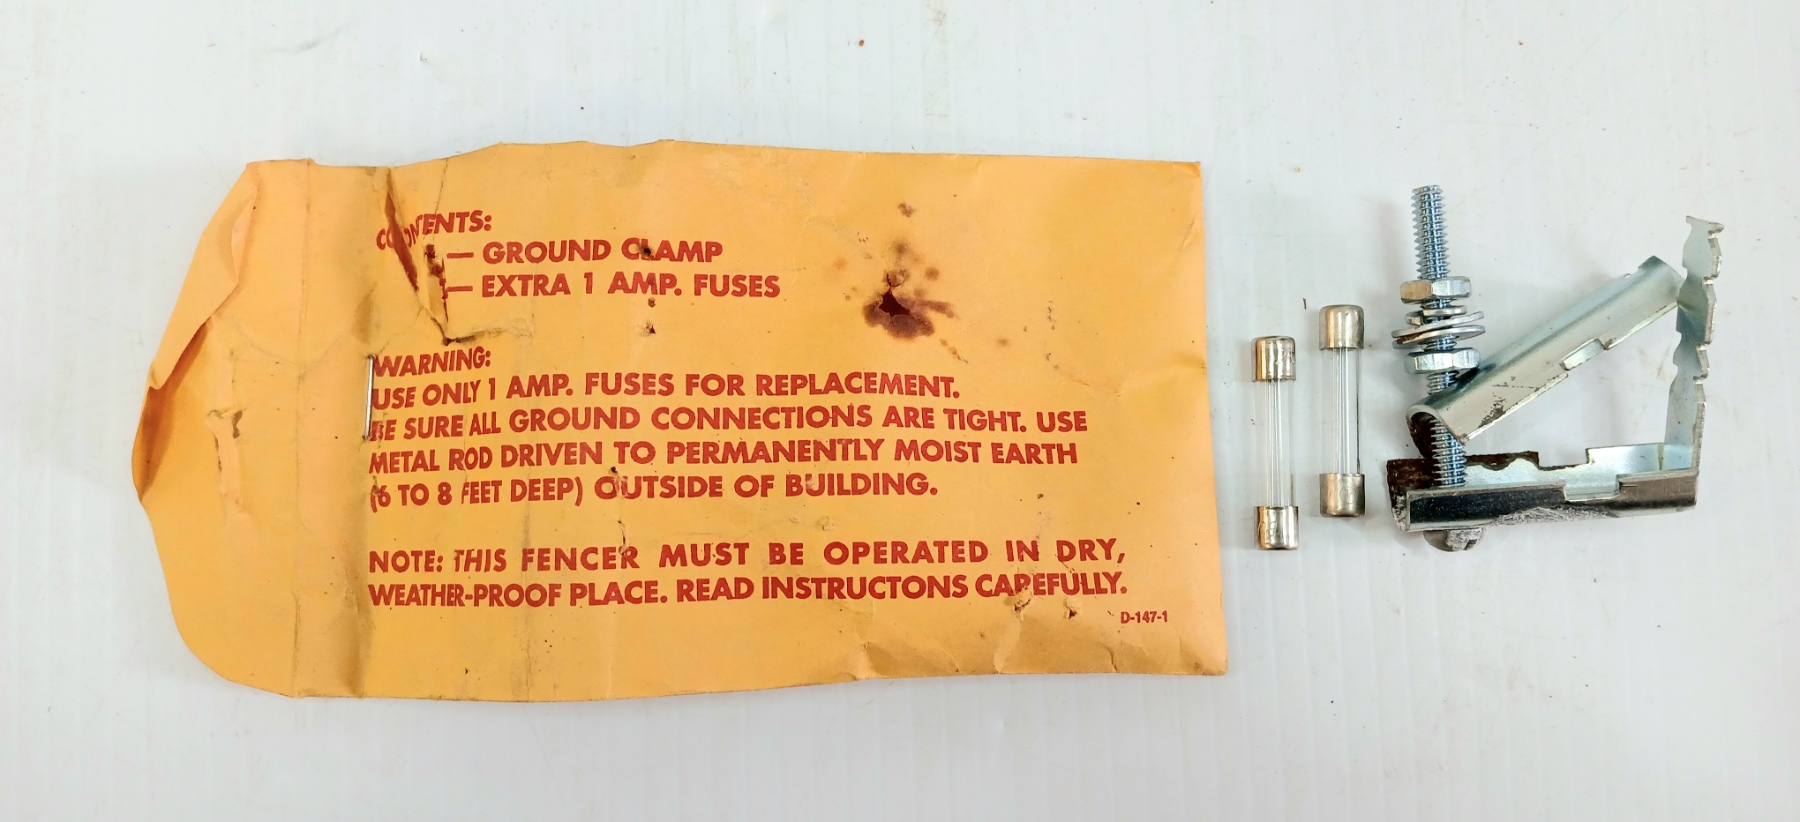 CONTENTS:
— GROUND CLAMP
— EXTRA 1 AMP. FUSES
WARNING:
USE ONLY 1 AMP. FUSES FOR REPLACEMENT.
BE SURE ALL GROUND CONNECTIONS ARE TIGHT. USE
METAL ROD DRIVEN TO PERMANENTLY MOIST EARTH
(6 TO 8 FEET DEEP) OUTSIDE OF BUILDING.
NOTE: THIS FENCER MUST BE OPERATED IN DRY,
WEATHER-PROOF PLACE. READ INSTRUCTONS CAREFULLY.
D-147-1